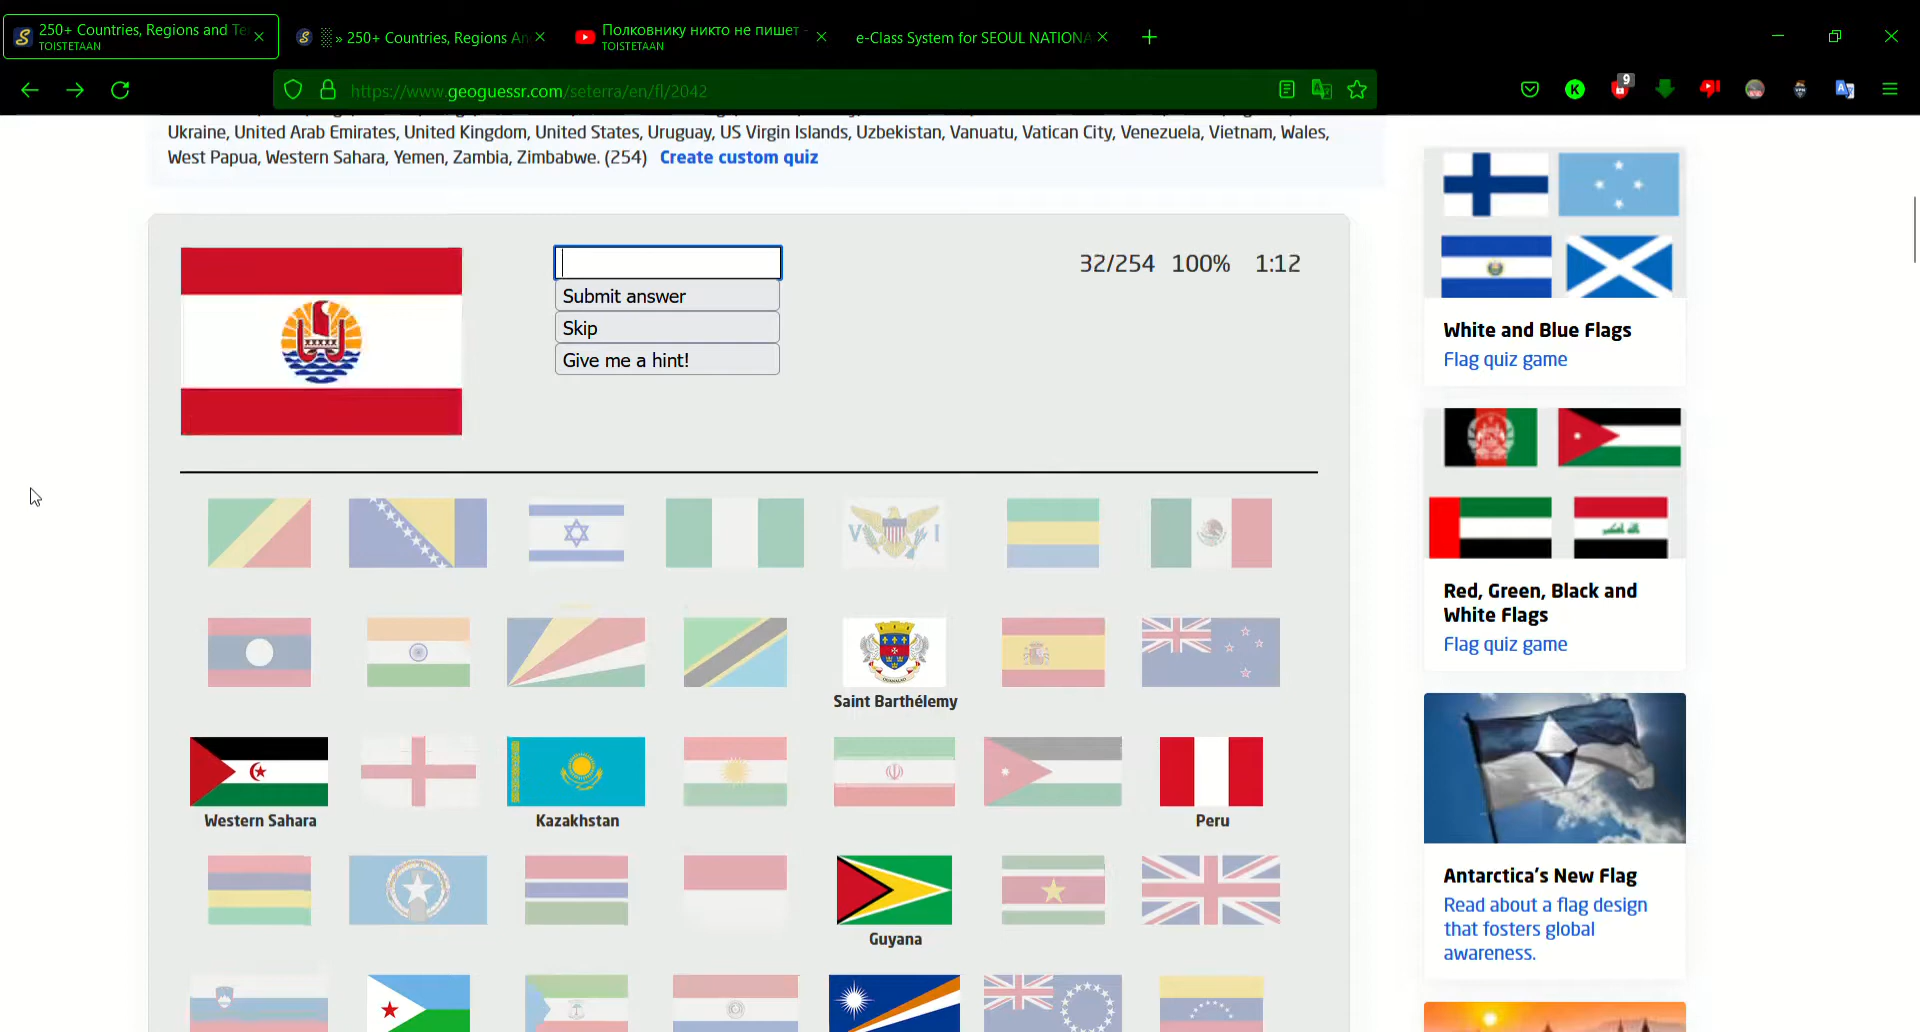 250+ Countries, Regions and Te
TOISTETAAN
» 250+ Countries, Regions An
Полковнику никто не пишет -
TOISTETAAN
e-Class System for SEOUL NATIONA
https://www.geoguessr.com/seterra/en/fl/2042
9
Ukraine, United Arab Emirates, United Kingdom, United States, Uruguay, US Virgin Islands, Uzbekistan, Vanuatu, Vatican City, Venezuela, Vietnam, Wales,
West Papua, Western Sahara, Yemen, Zambia, Zimbabwe. (254) Create custom quiz
32/254 100% 1:12
Submit answer
Skip
Give me a hint!
V I
Saint Barthélemy
Western Sahara
Kazakhstan
Peru
Guyana
White and Blue Flags
Flag quiz game
Red, Green, Black and
White Flags
Flag quiz game
Antarctica's New Flag
Read about a flag design
that fosters global
awareness.